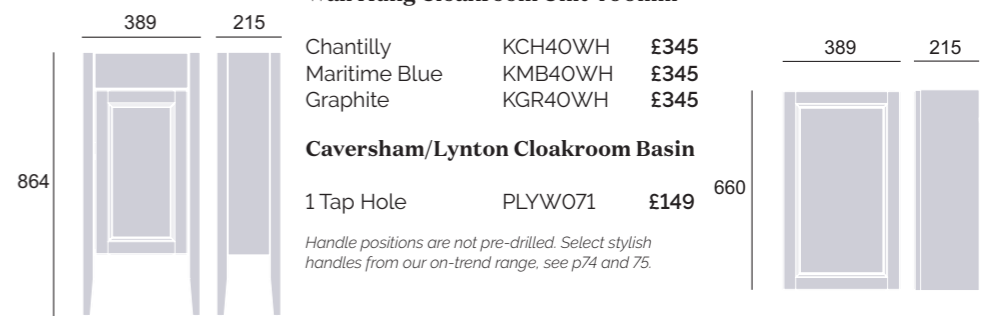 389
215
864
Chantilly KCH40WH £345
Maritime Blue KMB40WH £345
Graphite KGR40WH £345
Caversham/Lynton Cloakroom Basin
1 Tap Hole PLYW071 £149
Handle positions are not pre-drilled. Select stylish
handles from our on-trend range, see p74 and 75.
389
215
660